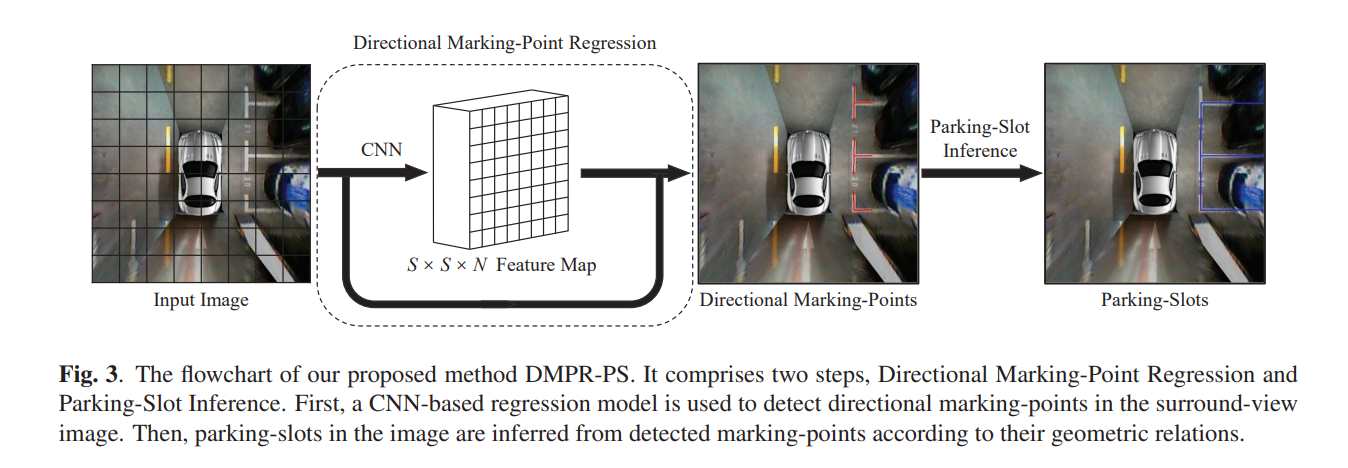 Directional Marking-Point Regression
CNN
Parking-Slot
Inference
S × S × N Feature Map
Input Image
Directional Marking-Points
Parking-Slots
Fig. 3. The flowchart of our proposed method DMPR-PS. It comprises two steps, Directional Marking-Point Regression and
Parking-Slot Inference. First, a CNN-based regression model is used to detect directional marking-points in the surround-view
image. Then, parking-slots in the image are inferred from detected marking-points according to their geometric relations.